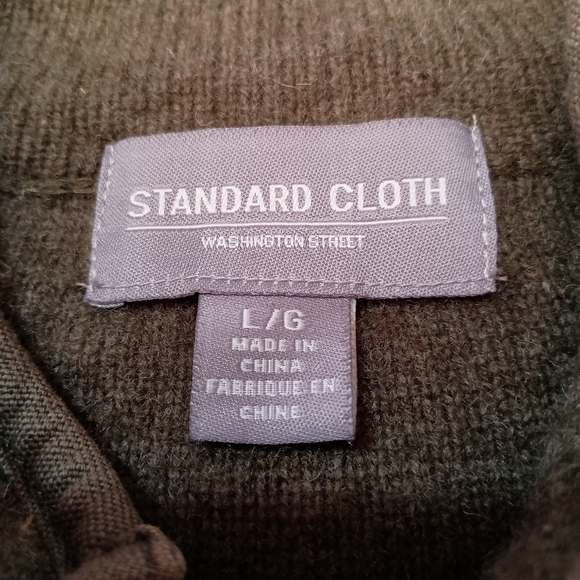 STANDARD CLOTH
WASHINGTON STREET
L/G
MADE IN
CHINA
FABRIQUE EN
CHINE